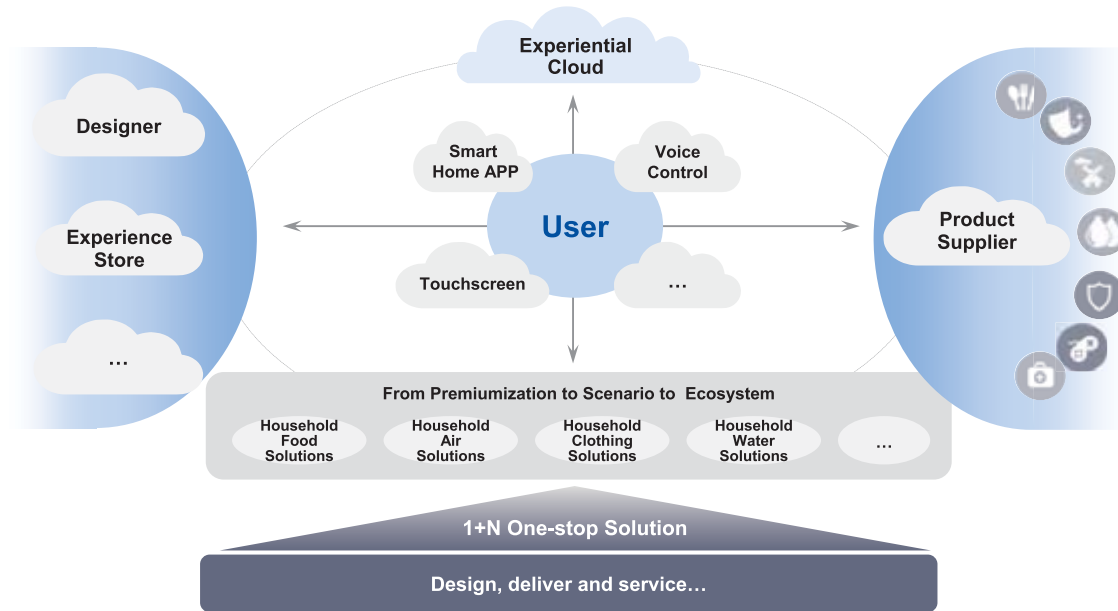 Experiential
Cloud
Designer
Smart
Home APP
Voice
Control
Experience
Store
User
Product
Supplier
Touchscreen
...
...
From Premiumization to Scenario to Ecosystem
Household
Food
Solutions
Household
Air
Solutions
Household
Clothing
Solutions
Household
Water
Solutions
...
1+N One-stop Solution
Design, deliver and service...